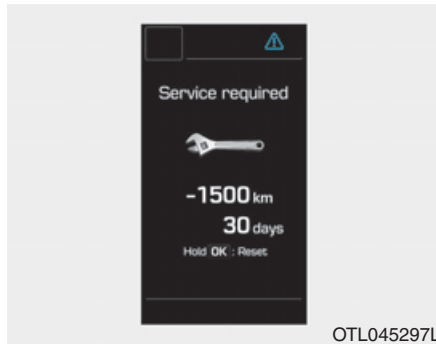 Service required
-1500 km
30 days
Hold OK : Reset
OTL045297L